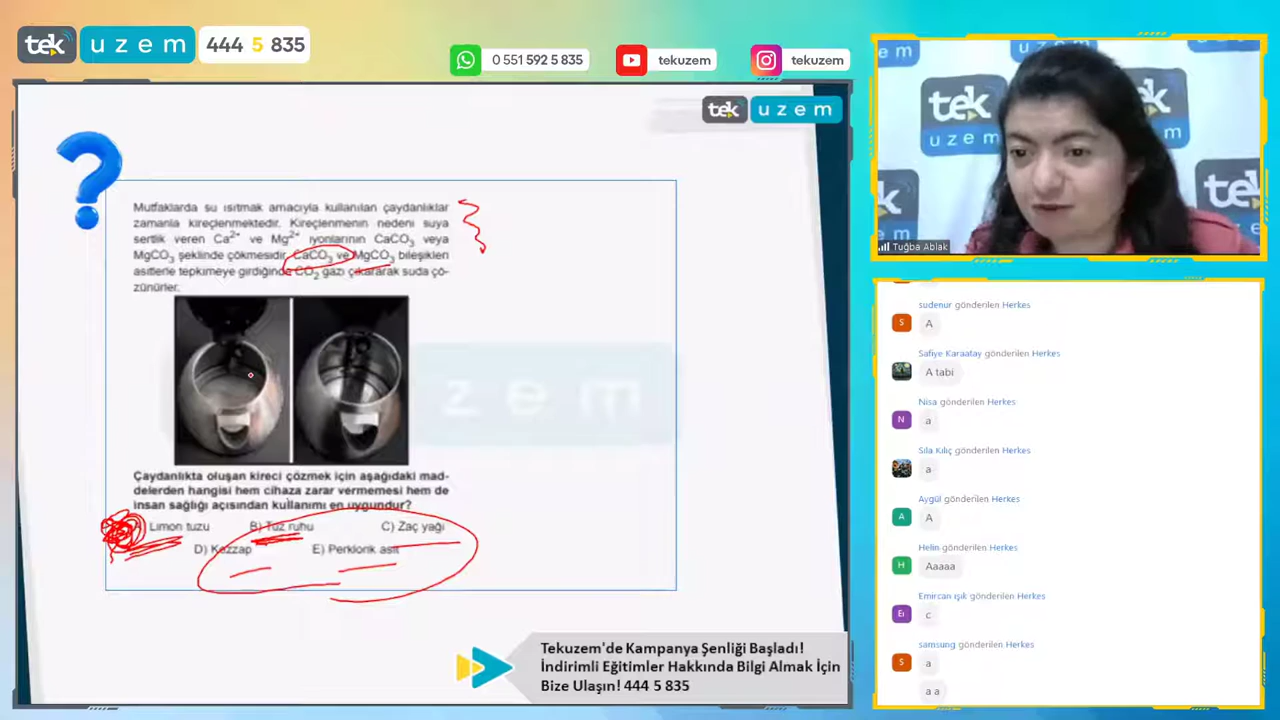 tek uzem 444 5 835
0 551 592 5 835
tekuzem
tekuzem
tek uzem
Mutfaklarda su ısıtmak amacıyla kullanılan çaydanlıklar
zamanla kireçlenmektedir. Kireçlenmenin nedeni suya
sertlik veren Ca2+ ve Mg2+ iyonlarının CaCO3 veya
MgCO3 şeklinde çökmesidir. CaCO3 ve MgCO3 bileşikleri
asitlerle tepkimeye girdiğinde CO2 gazı çıkararak suda çö-
zünürler.
zem
Çaydanlıkta oluşan kireci çözmek için aşağıdaki mad-
delerden hangisi hem cihaza zarar vermemesi hem de
insan sağlığı açısından kullanımı en uygundur?
Limon tuzu B) Tuz ruhu C) Zaç yağı
D) Kezzap E) Perklorik asit
Tekuzem'de Kampanya Şenliği Başladı!
İndirimli Eğitimler Hakkında Bilgi Almak İçin
Bize Ulaşın! 444 5 835
tek
uzem
Tuğba Ablak
sudenur gönderilen Herkes
S A
Safiye Karaatay gönderilen Herkes
A tabi
Nisa gönderilen Herkes
N a
Sıla Kılıç gönderilen Herkes
a
Aygül gönderilen Herkes
A A
Helin gönderilen Herkes
H Aaaaa
Emircan ışık gönderilen Herkes
Eı c
samsung gönderilen Herkes
S a
a a